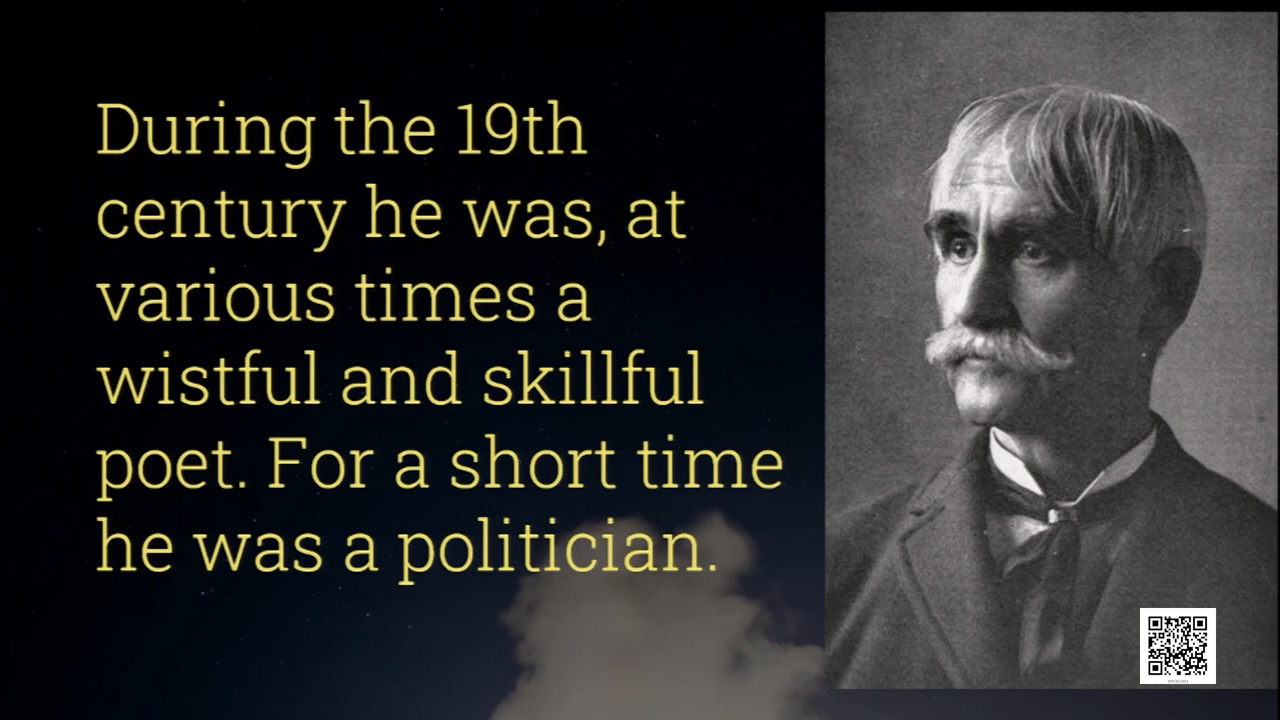 During the 19th
century he was, at
various times a
wistful and skillful
poet. For a short time
he was a politician.